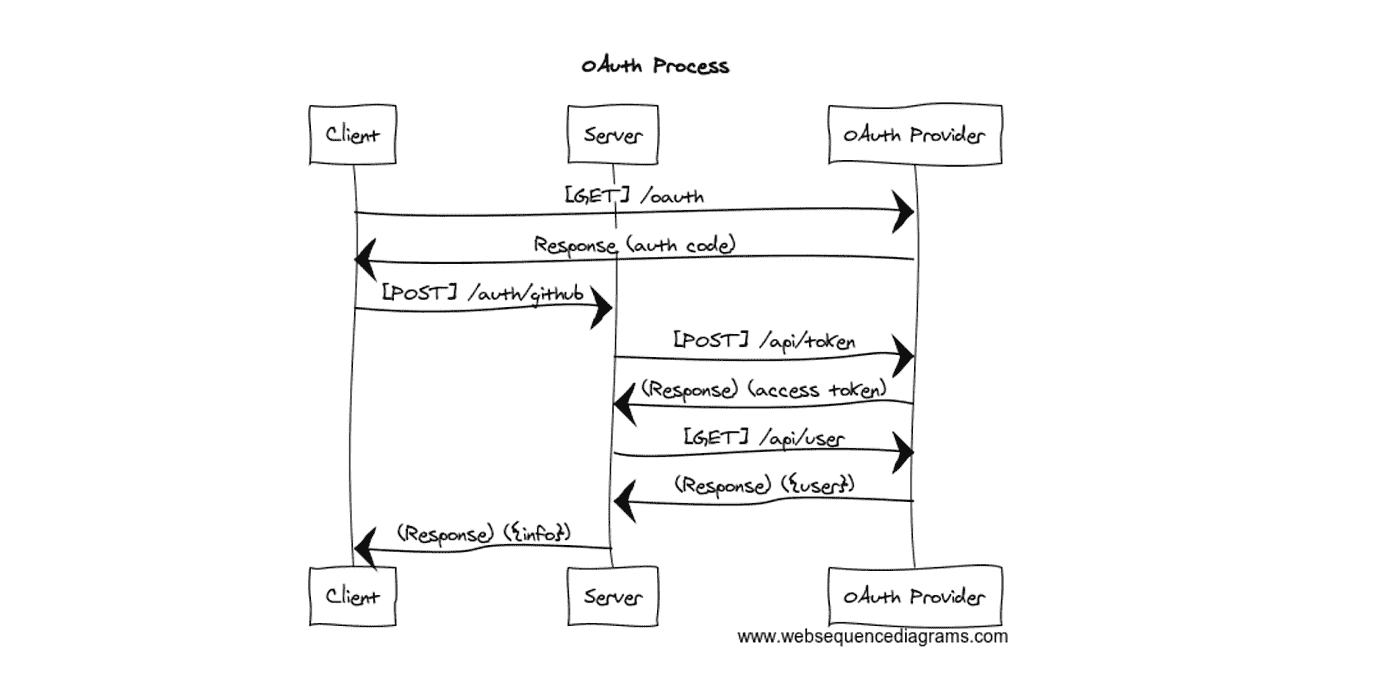 oAuth Process
Client
Server
oAuth Provider
[GET] /oauth
Response (auth code)
[POST] /auth/github
[POST] /api/token
(Response) (access token)
[GET] /api/user
(Response) ({user})
(Response) ({info})
Client
Server
oAuth Provider
www.websequencediagrams.com